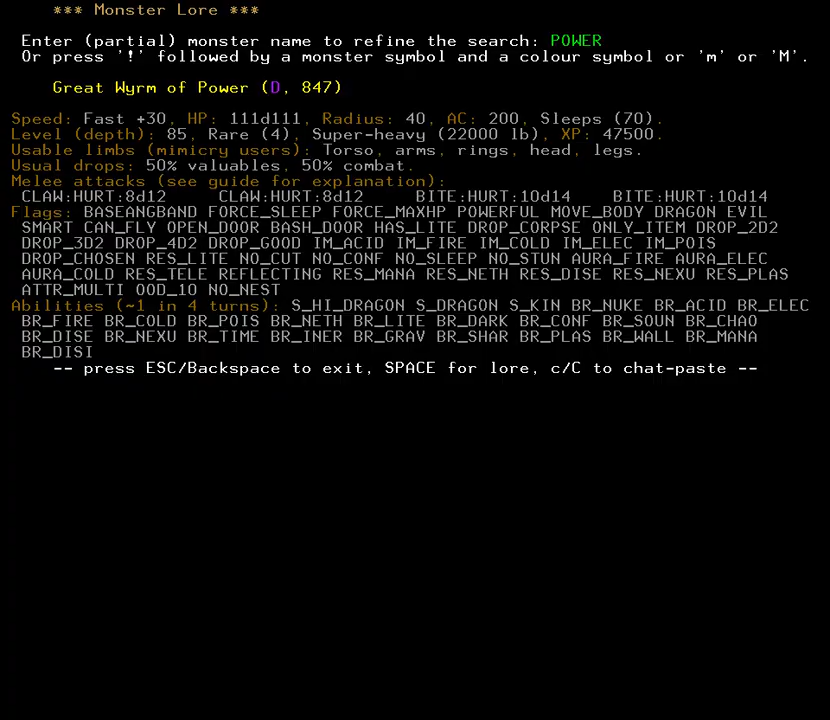 *** Monster Lore ***
Enter (partial) monster name to refine the search: POWER
Or press '!' followed by a monster symbol and a colour symbol or 'm' or 'M'.
Great Wyrm of Power (D, 847)
Speed: Fast +30, HP: 111d111, Radius: 40, AC: 200, Sleeps (70).
Level (depth): 85, Rare (4), Super-heavy (22000 lb), XP: 47500.
Usable limbs (mimicry users): Torso, arms, rings, head, legs.
Usual drops: 50% valuables, 50% combat.
Melee attacks (see guide for explanation):
CLAW:HURT:8d12 CLAW:HURT:8d12 BITE:HURT:10d14 BITE:HURT:10d14
Flags: BASEANGBAND FORCE_SLEEP FORCE_MAXHP POWERFUL MOVE_BODY DRAGON EVIL
SMART CAN_FLY OPEN_DOOR BASH_DOOR HAS_LITE DROP_CORPSE ONLY_ITEM DROP_2D2
DROP_3D2 DROP_4D2 DROP_GOOD IM_ACID IM_FIRE IM_COLD IM_ELEC IM_POIS
DROP_CHOSEN RES_LITE NO_CUT NO_CONF NO_SLEEP NO_STUN AURA_FIRE AURA_ELEC
AURA_COLD RES_TELE REFLECTING RES_MANA RES_NETH RES_DISE RES_NEXU RES_PLAS
ATTR_MULTI OOD_10 NO_NEST
Abilities (~1 in 4 turns): S_HI_DRAGON S_DRAGON S_KIN BR_NUKE BR_ACID BR_ELEC
BR_FIRE BR_COLD BR_POIS BR_NETH BR_LITE BR_DARK BR_CONF BR_SOUN BR_CHAO
BR_DISE BR_NEXU BR_TIME BR_INER BR_GRAV BR_SHAR BR_PLAS BR_WALL BR_MANA
BR_DISI
-- press ESC/Backspace to exit, SPACE for lore, c/C to chat-paste --